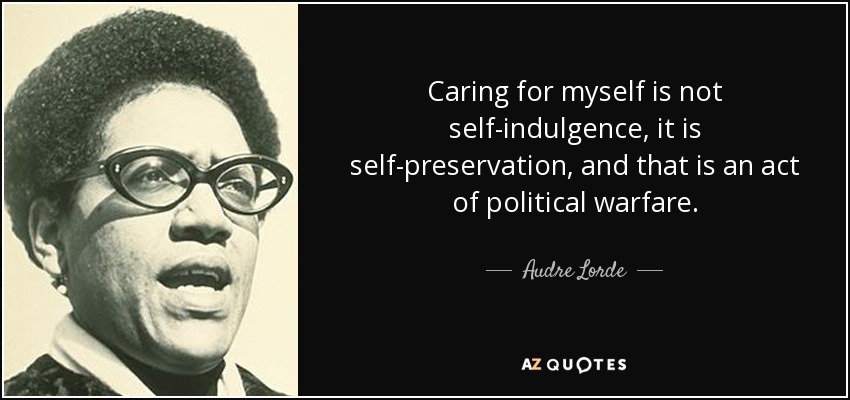 Caring for myself is not
self-indulgence, it is
self-preservation, and that is an act
of political warfare.
Audre Lorde
AZ QUOTES